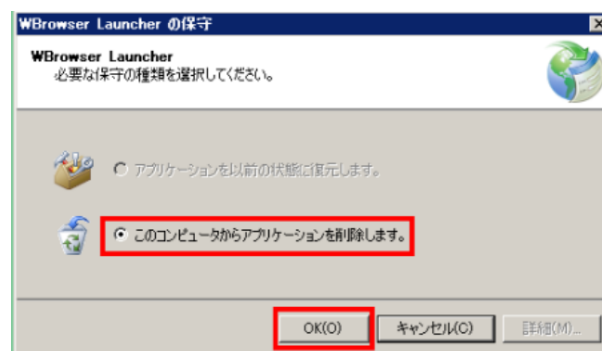 WBrowser Launcher の保守
WBrowser Launcher
必要な保守の種類を選択してください。
アプリケーションを以前の状態に復元します。
このコンピュータからアプリケーションを削除します。
OK(O)
キャンセル(C)
詳細(M)...